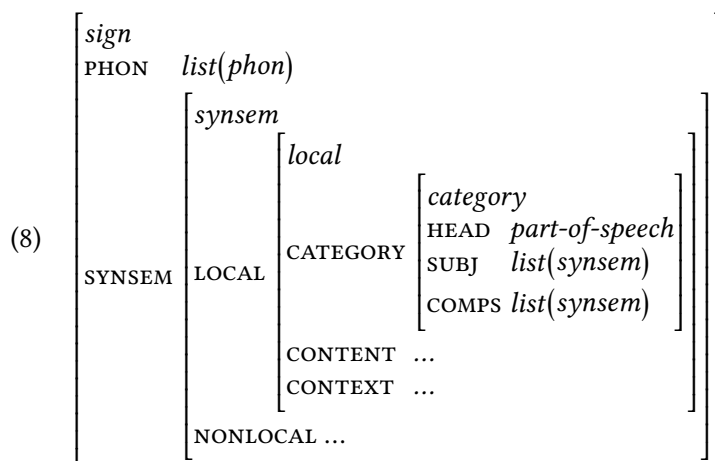 sign
PHON list(phon)
synsem
local
category
HEAD part-of-speech
(8)
CATEGORY
SUBJ list(synsem)
SYNSEM LOCAL
COMPS list(synsem)
CONTENT ...
CONTEXT ...
NONLOCAL ...